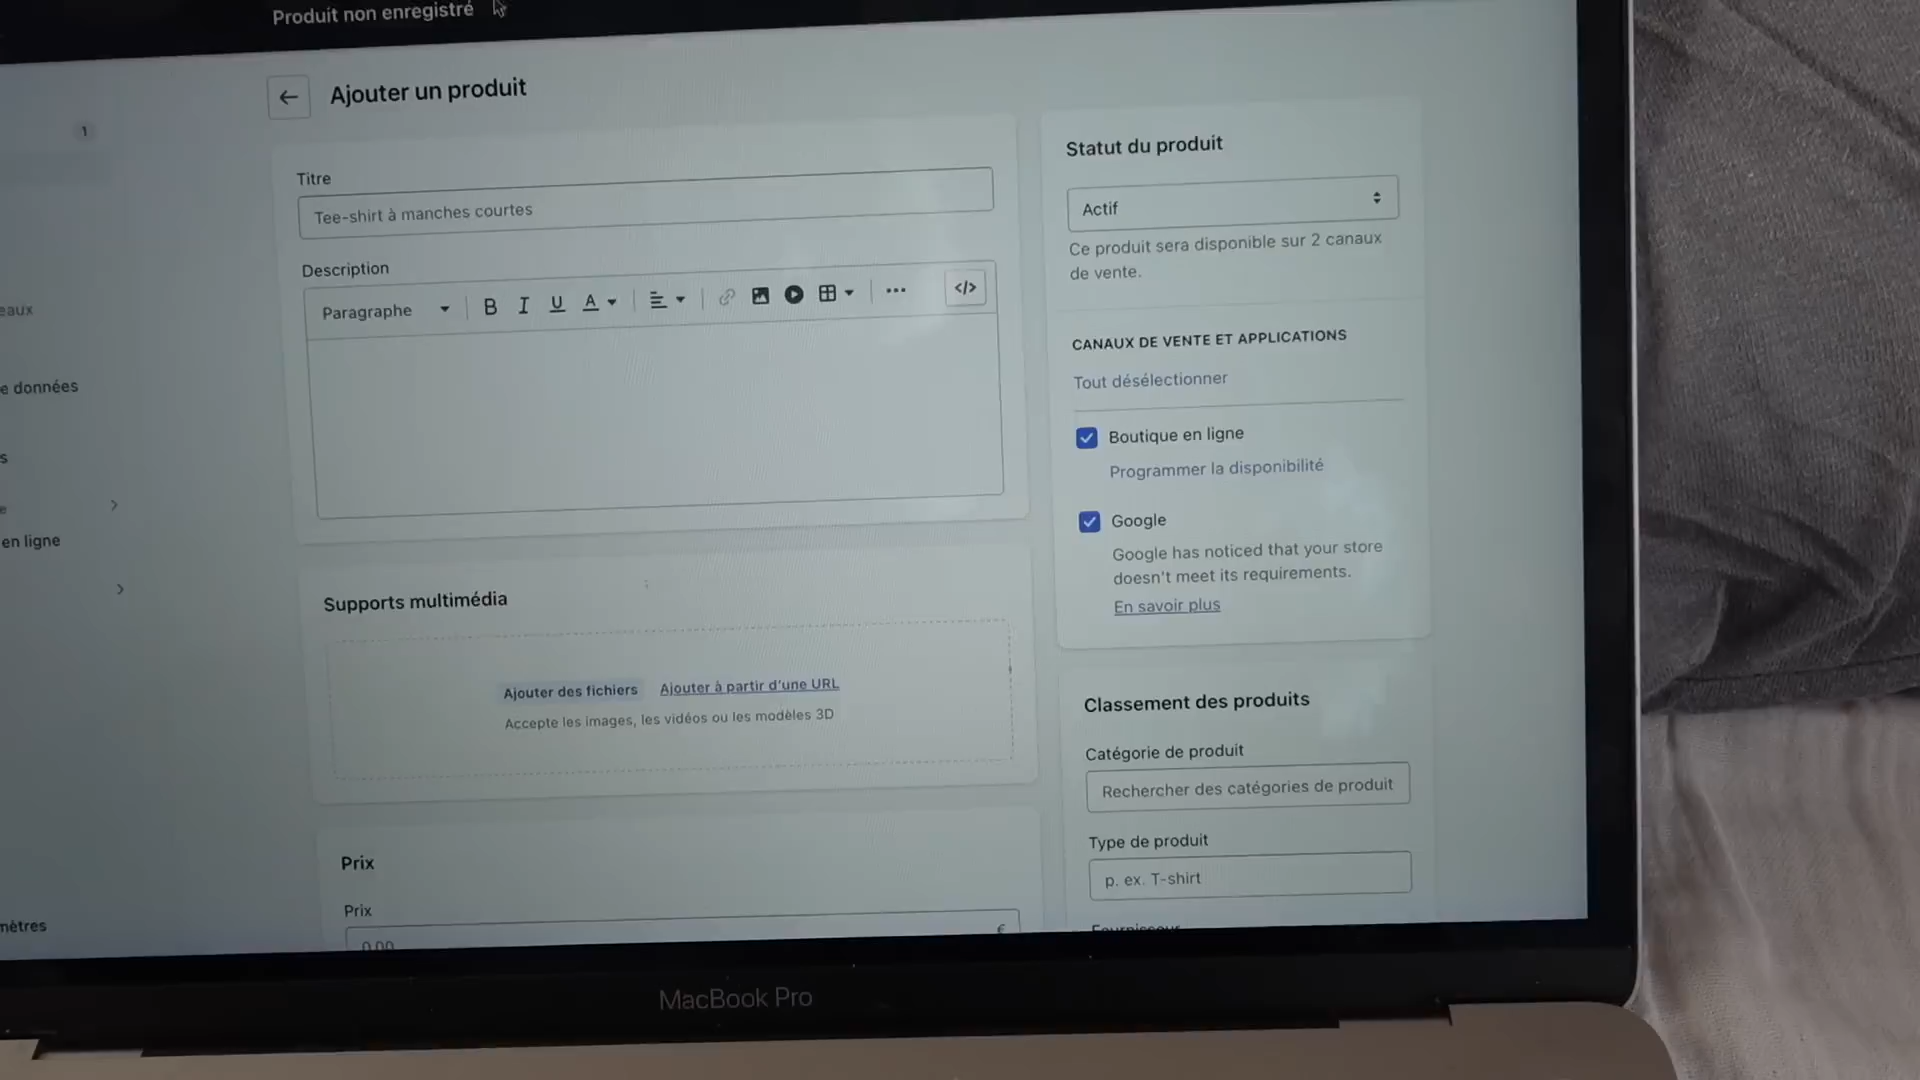 Produit non enregistré
Ajouter un produit
1
Titre
Tee-shirt à manches courtes
Description
Paragraphe
B I U A
</>
Supports multimédia
Ajouter des fichiers Ajouter à partir d'une URL
Accepte les images, les vidéos ou les modèles 3D
Prix
Prix
0,00 €
Statut du produit
Actif
Ce produit sera disponible sur 2 canaux
de vente.
CANAUX DE VENTE ET APPLICATIONS
Tout désélectionner
Boutique en ligne
Programmer la disponibilité
Google
Google has noticed that your store
doesn't meet its requirements.
En savoir plus
Classement des produits
Catégorie de produit
Rechercher des catégories de produit
Type de produit
p. ex. T-shirt
Fournisseur
eaux
e données
s
e
en ligne
mètres
MacBook Pro